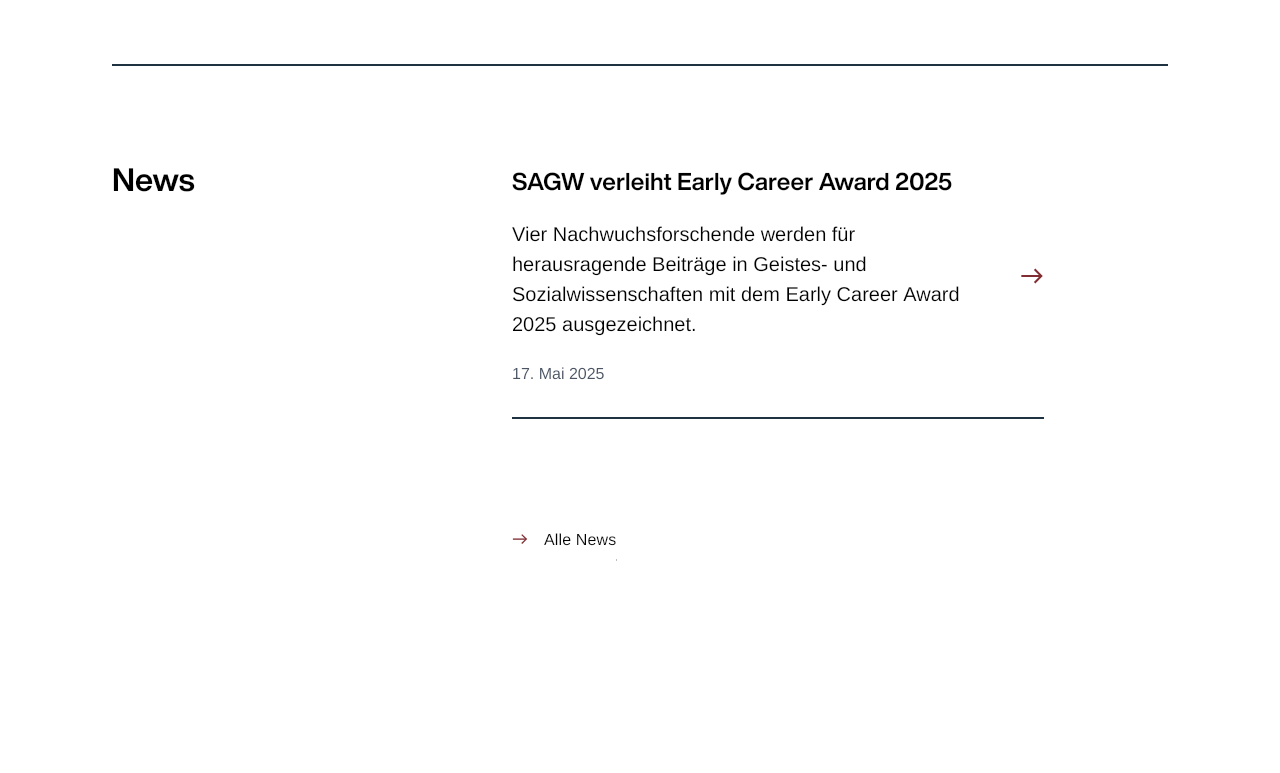 News
SAGW verleiht Early Career Award 2025
Vier Nachwuchsforschende werden für
herausragende Beiträge in Geistes- und
Sozialwissenschaften mit dem Early Career Award
2025 ausgezeichnet.
17. Mai 2025
Alle News